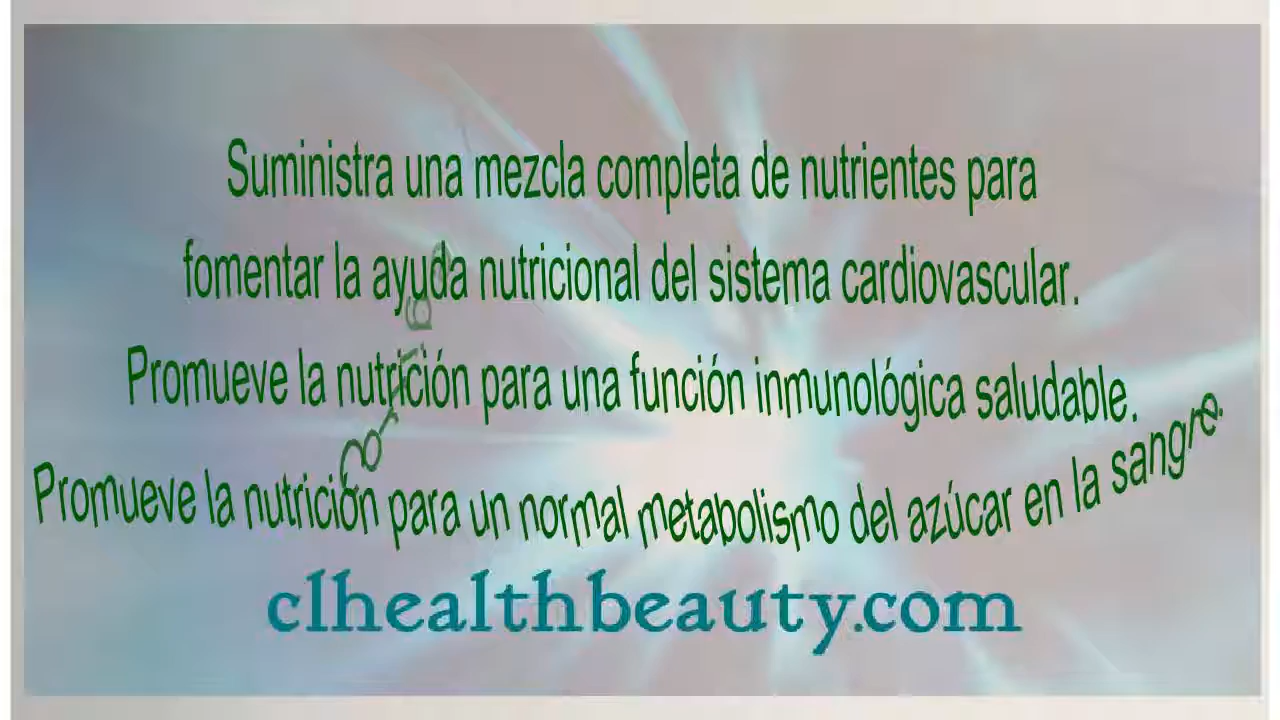 Suministra una mezcla completa de nutrientes para
fomentar la ayuda nutricional del sistema cardiovascular.
Promueve la nutrición para una función inmunológica saludable.
Promueve la nutrición para un normal metabolismo del azúcar en la sangre.
clhealthbeauty.com